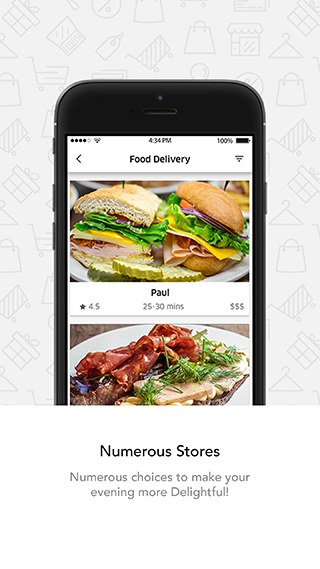 4:34 PM 100%
Food Delivery
Paul
4.5 25-30 mins $$$
Numerous Stores
Numerous choices to make your
evening more Delightful!